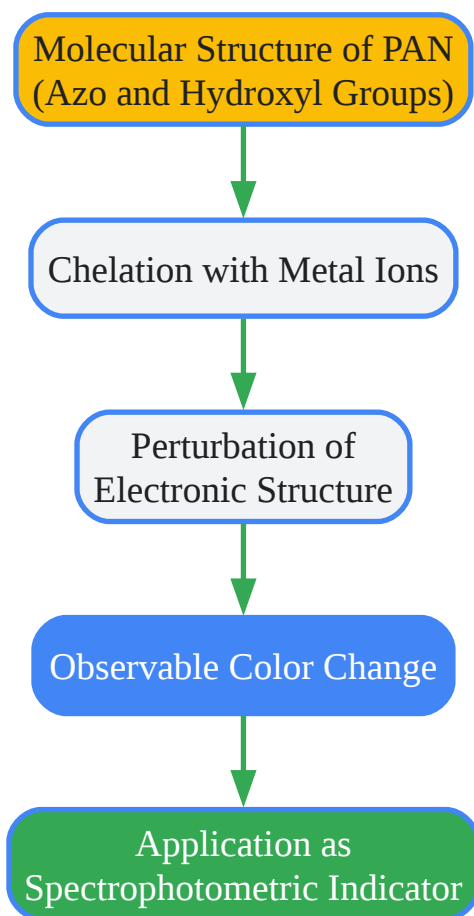 Molecular Structure of PAN
(Azo and Hydroxyl Groups)
Chelation with Metal Ions
Perturbation of
Electronic Structure
Observable Color Change
Application as
Spectrophotometric Indicator